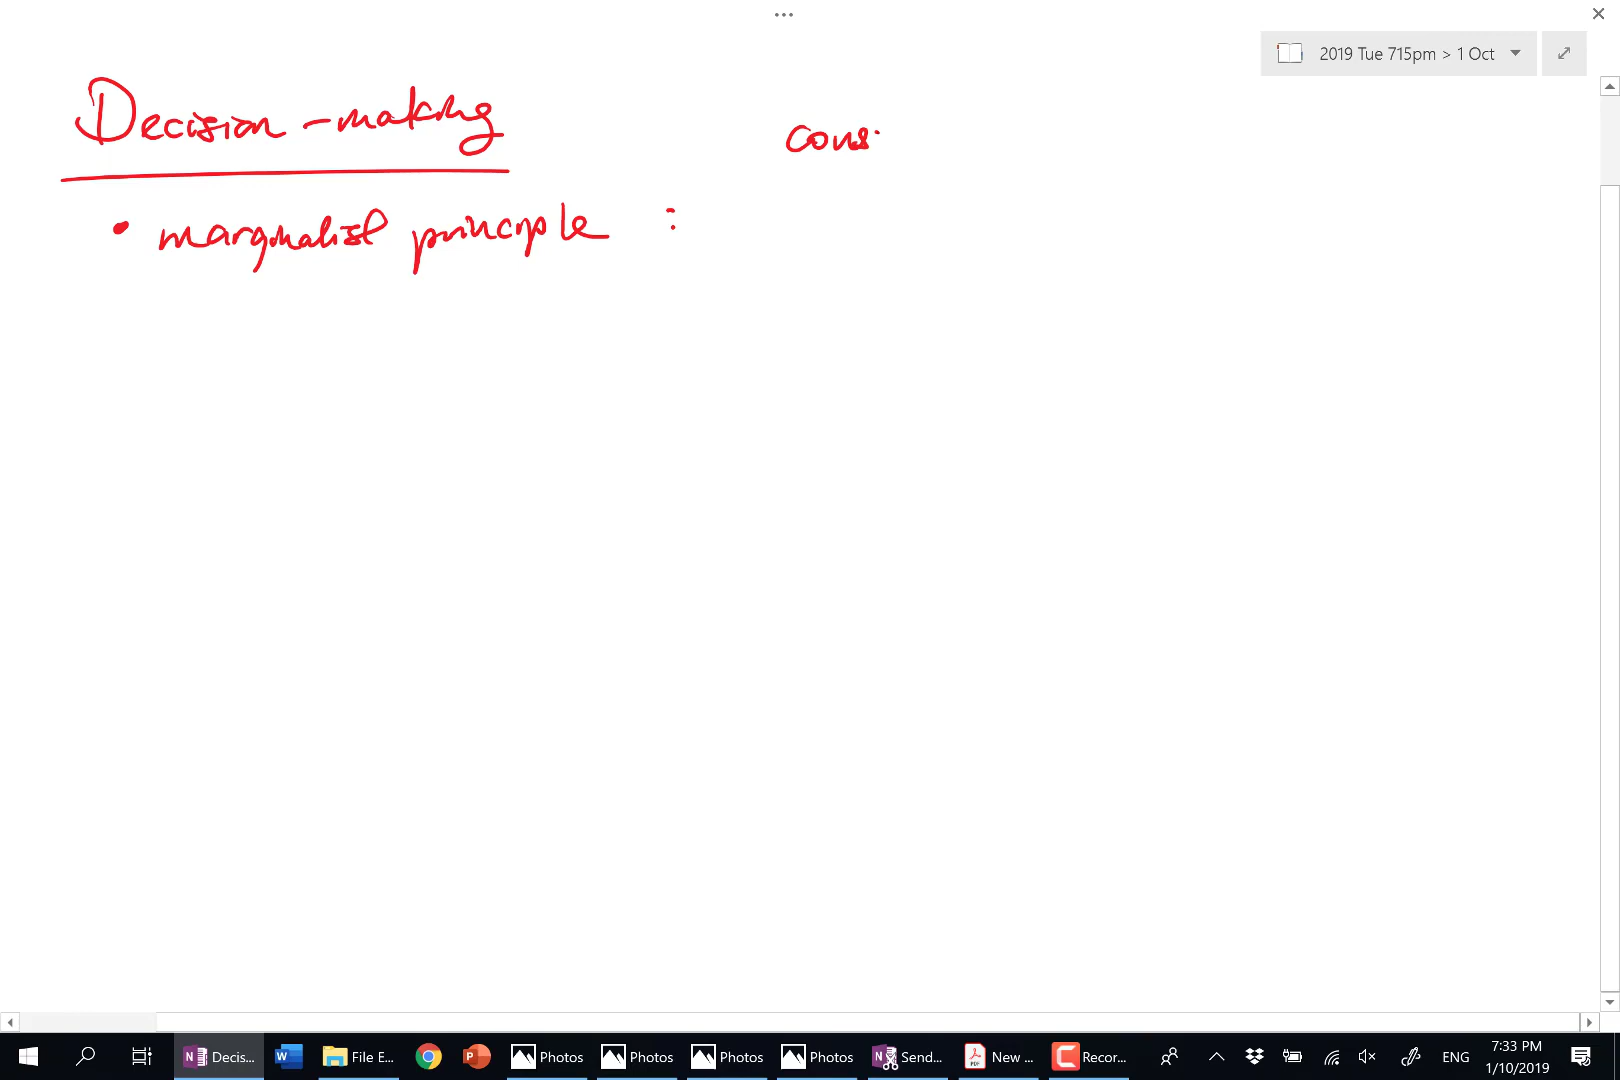 2019 Tue 715pm > 1 Oct
Decision-making
cons
• marginalist principle :
Decis...
File E...
Photos
Photos
Photos
Photos
Send...
New ...
Recor...
ENG
7:33 PM
1/10/2019